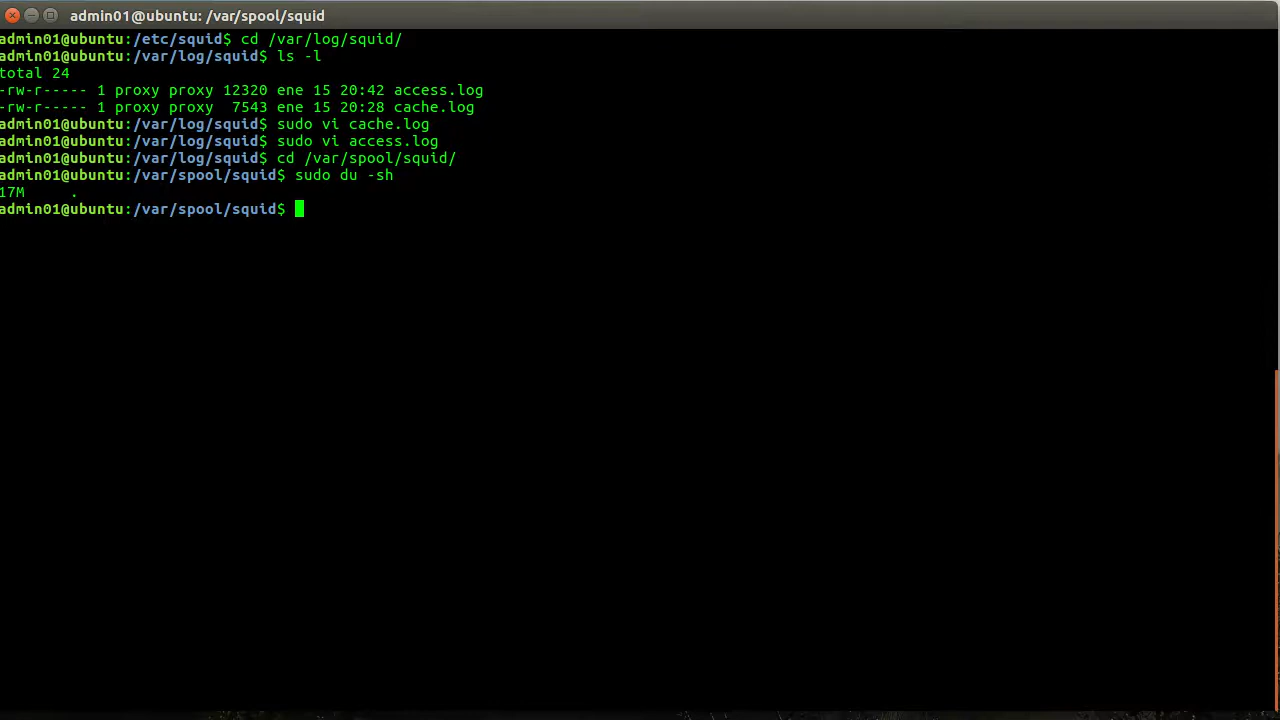 admin01@ubuntu: /var/spool/squid
admin01@ubuntu:/etc/squid$ cd /var/log/squid/
admin01@ubuntu:/var/log/squid$ ls -l
total 24
-rw-r----- 1 proxy proxy 12320 ene 15 20:42 access.log
-rw-r----- 1 proxy proxy  7543 ene 15 20:28 cache.log
admin01@ubuntu:/var/log/squid$ sudo vi cache.log
admin01@ubuntu:/var/log/squid$ sudo vi access.log
admin01@ubuntu:/var/log/squid$ cd /var/spool/squid/
admin01@ubuntu:/var/spool/squid$ sudo du -sh
17M     .
admin01@ubuntu:/var/spool/squid$